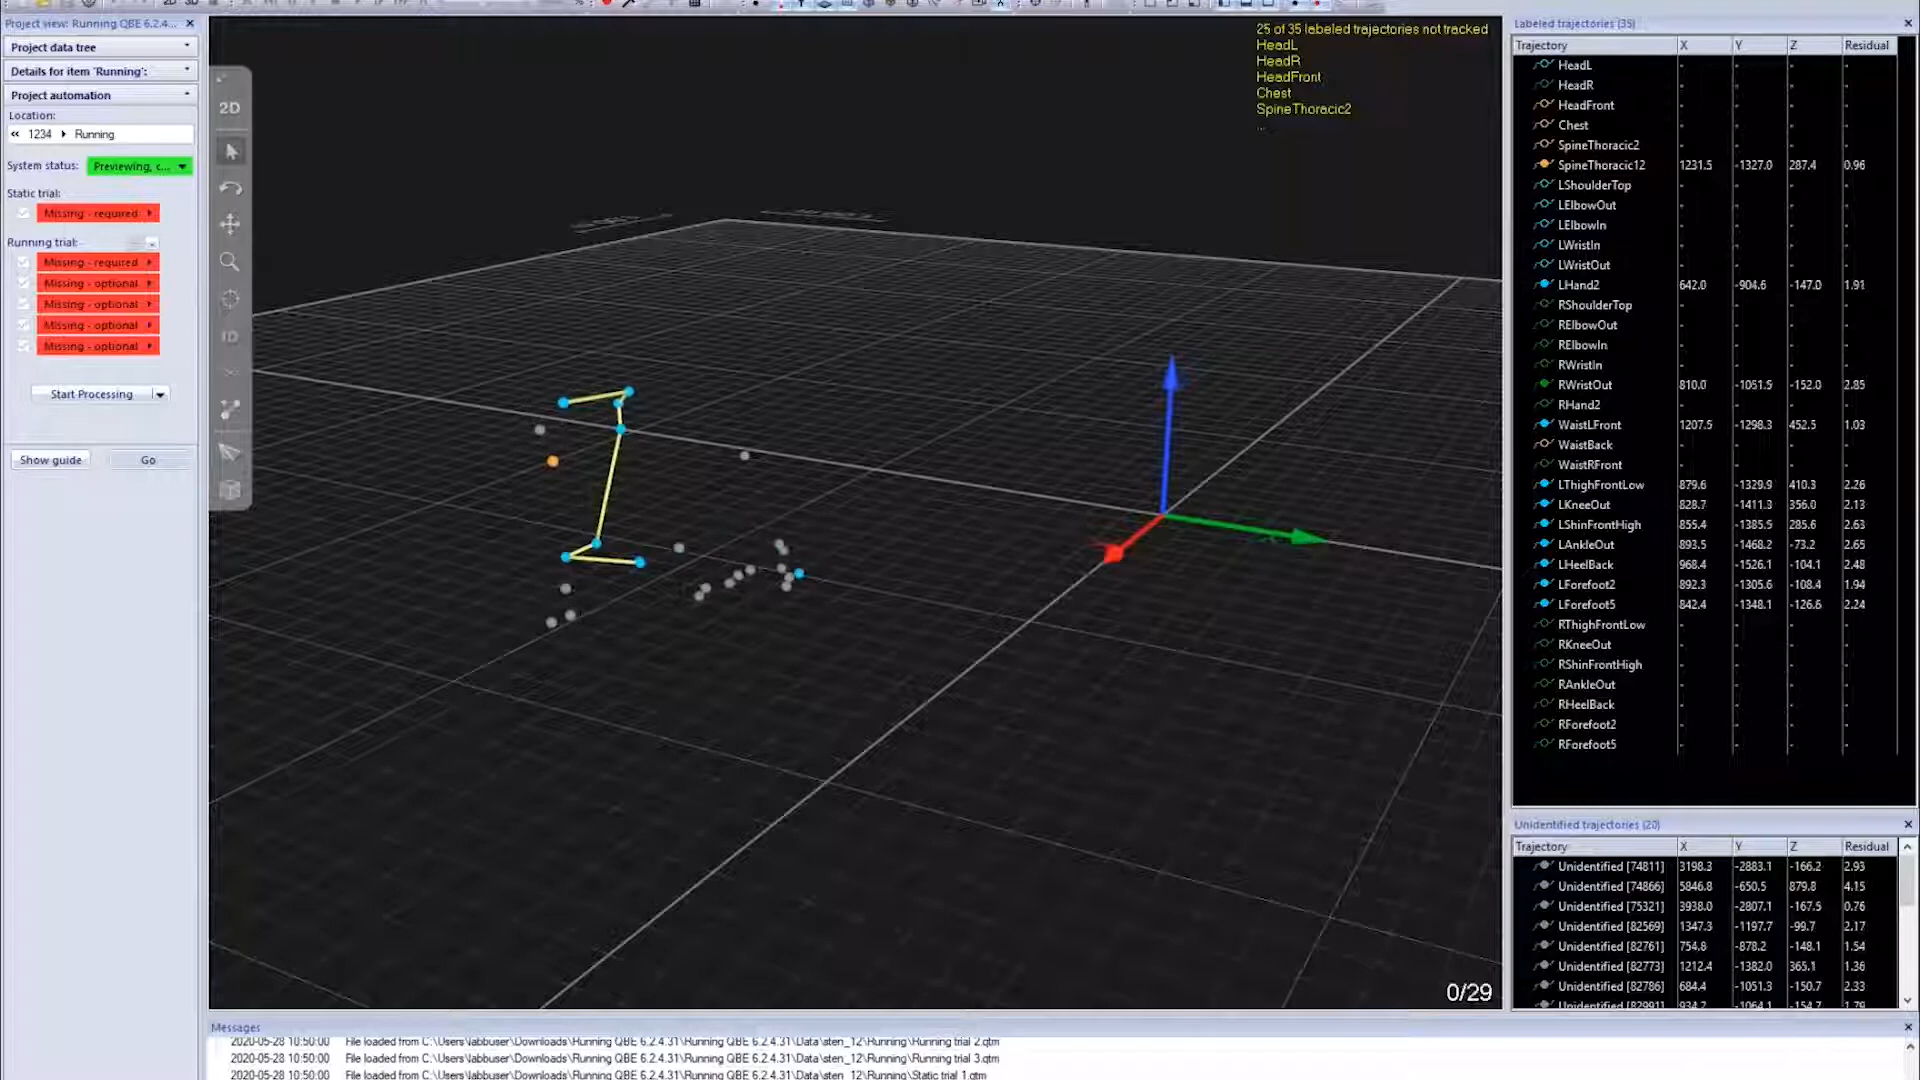 Project view: Running QBE 6.2.4...
Project data tree
Details for item 'Running':
Project automation
Location:
« 1234 Running
System status: Previewing, c...
Static trial:
Missing - required
Running trial:
Missing - required
Missing - optional
Missing - optional
Missing - optional
Missing - optional
Start Processing
Show guide Go
2D
25 of 35 labeled trajectories not tracked
HeadL
HeadR
HeadFront
Chest
SpineThoracic2
...
0/29
Labeled trajectories (35)
Trajectory X Y Z Residual
HeadL - - - -
HeadR - - - -
HeadFront - - - -
Chest - - - -
SpineThoracic2 - - - -
SpineThoracic12 1231.5 -1327.0 287.4 0.96
LShoulderTop - - - -
LElbowOut - - - -
LElbowIn - - - -
LWristIn - - - -
LWristOut - - - -
LHand2 642.0 -904.6 -147.0 1.91
RShoulderTop - - - -
RElbowOut - - - -
RElbowIn - - - -
RWristIn - - - -
RWristOut 810.0 -1051.9 -152.0 2.85
RHand2 - - - -
WaistLFront 1207.5 -1298.3 452.5 1.03
WaistBack - - - -
WaistRFront - - - -
LThighFrontLow 879.6 -1329.9 410.3 2.26
LKneeOut 828.7 -1411.3 356.0 2.13
LShinFrontHigh 855.4 -1385.5 285.6 2.63
LAnkleOut 893.5 -1468.2 -73.2 2.65
LHeelBack 968.4 -1526.1 -104.1 2.48
LForefoot2 892.3 -1305.6 -108.4 1.94
LForefoot5 842.4 -1348.1 -126.6 2.24
RThighFrontLow - - - -
RKneeOut - - - -
RShinFrontHigh - - - -
RAnkleOut - - - -
RHeelBack - - - -
RForefoot2 - - - -
RForefoot5 - - - -
Unidentified trajectories (20)
Trajectory X Y Z Residual
Unidentified [74811] 3198.3 -2883.1 -166.2 2.93
Unidentified [74866] 5846.8 -650.5 879.8 4.15
Unidentified [75321] 3938.0 -2807.1 -167.5 0.76
Unidentified [82569] 1347.3 -1197.7 -99.7 2.17
Unidentified [82761] 754.8 -878.2 -148.1 1.54
Unidentified [82773] 1212.4 -1382.0 365.1 1.36
Unidentified [82786] 684.4 -1051.3 -150.7 2.33
Unidentified [82991] 934.2 -1064.1 -154.7 1.79
Messages
2020-05-28 10:50:00 File loaded from C:\Users\labbuser\Downloads\Running QBE 6.2.4.31\Running QBE 6.2.4.31\Data\sten_12\Running\Running trial 2.qtm
2020-05-28 10:50:00 File loaded from C:\Users\labbuser\Downloads\Running QBE 6.2.4.31\Running QBE 6.2.4.31\Data\sten_12\Running\Running trial 3.qtm
2020-05-28 10:50:00 File loaded from C:\Users\labbuser\Downloads\Running QBE 6.2.4.31\Running QBE 6.2.4.31\Data\sten_12\Running\Static trial 1.qtm